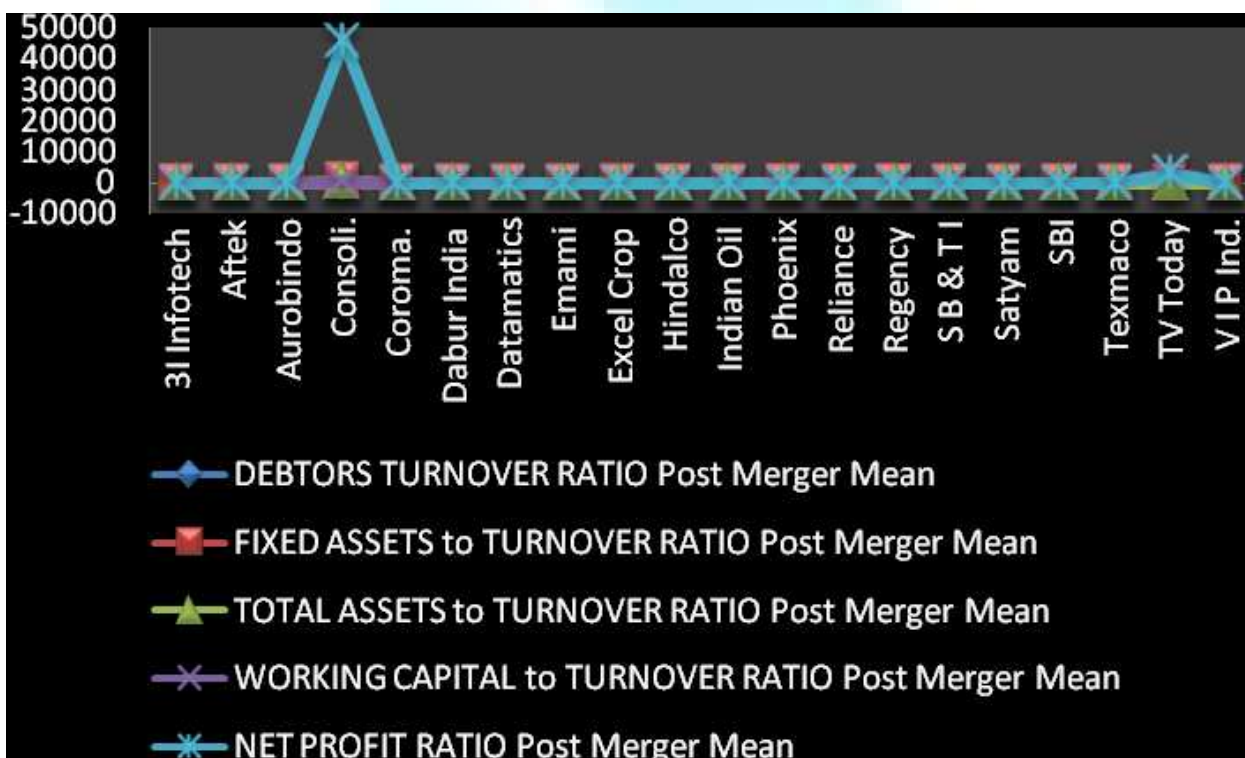 50000
40000
30000
20000
10000
0
-10000
3I Infotech
Aftek
Aurobindo
Consoli.
Coroma.
Dabur India
Datamatics
Emami
Excel Crop
Hindalco
Indian Oil
Phoenix
Reliance
Regency
S B & T I
Satyam
SBI
Texmaco
TV Today
V I P Ind.
DEBTORS TURNOVER RATIO Post Merger Mean
FIXED ASSETS to TURNOVER RATIO Post Merger Mean
TOTAL ASSETS to TURNOVER RATIO Post Merger Mean
WORKING CAPITAL to TURNOVER RATIO Post Merger Mean
NET PROFIT RATIO Post Merger Mean